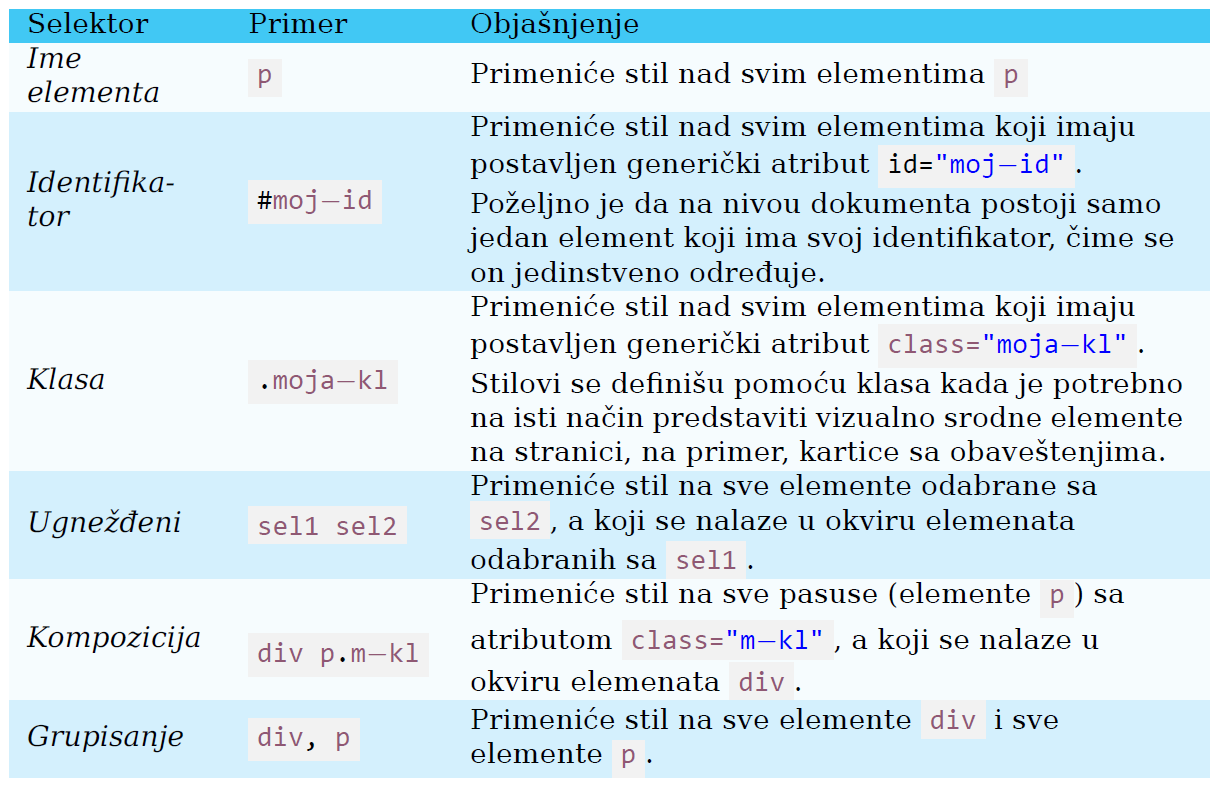 Selektor Primer Objašnjenje
Ime
elementa
p
Primeniće stil nad svim elementima p
Identifika-
tor
#moj−id
Primeniće stil nad svim elementima koji imaju
postavljen generički atribut id="moj−id" .
Poželjno je da na nivou dokumenta postoji samo
jedan element koji ima svoj identifikator, čime se
on jedinstveno određuje.
Klasa
.moja−kl
Primeniće stil nad svim elementima koji imaju
postavljen generički atribut class="moja−kl" .
Stilovi se definišu pomoću klasa kada je potrebno
na isti način predstaviti vizualno srodne elemente
na stranici, na primer, kartice sa obaveštenjima.
Ugnežđeni
sel1 sel2
Primeniće stil na sve elemente odabrane sa
sel2 , a koji se nalaze u okviru elemenata
odabranih sa sel1 .
Kompozicija
div p.m−kl
Primeniće stil na sve pasuse (elemente p ) sa
atributom class="m−kl" , a koji se nalaze u
okviru elemenata div .
Grupisanje
div, p
Primeniće stil na sve elemente div i sve
elemente p .